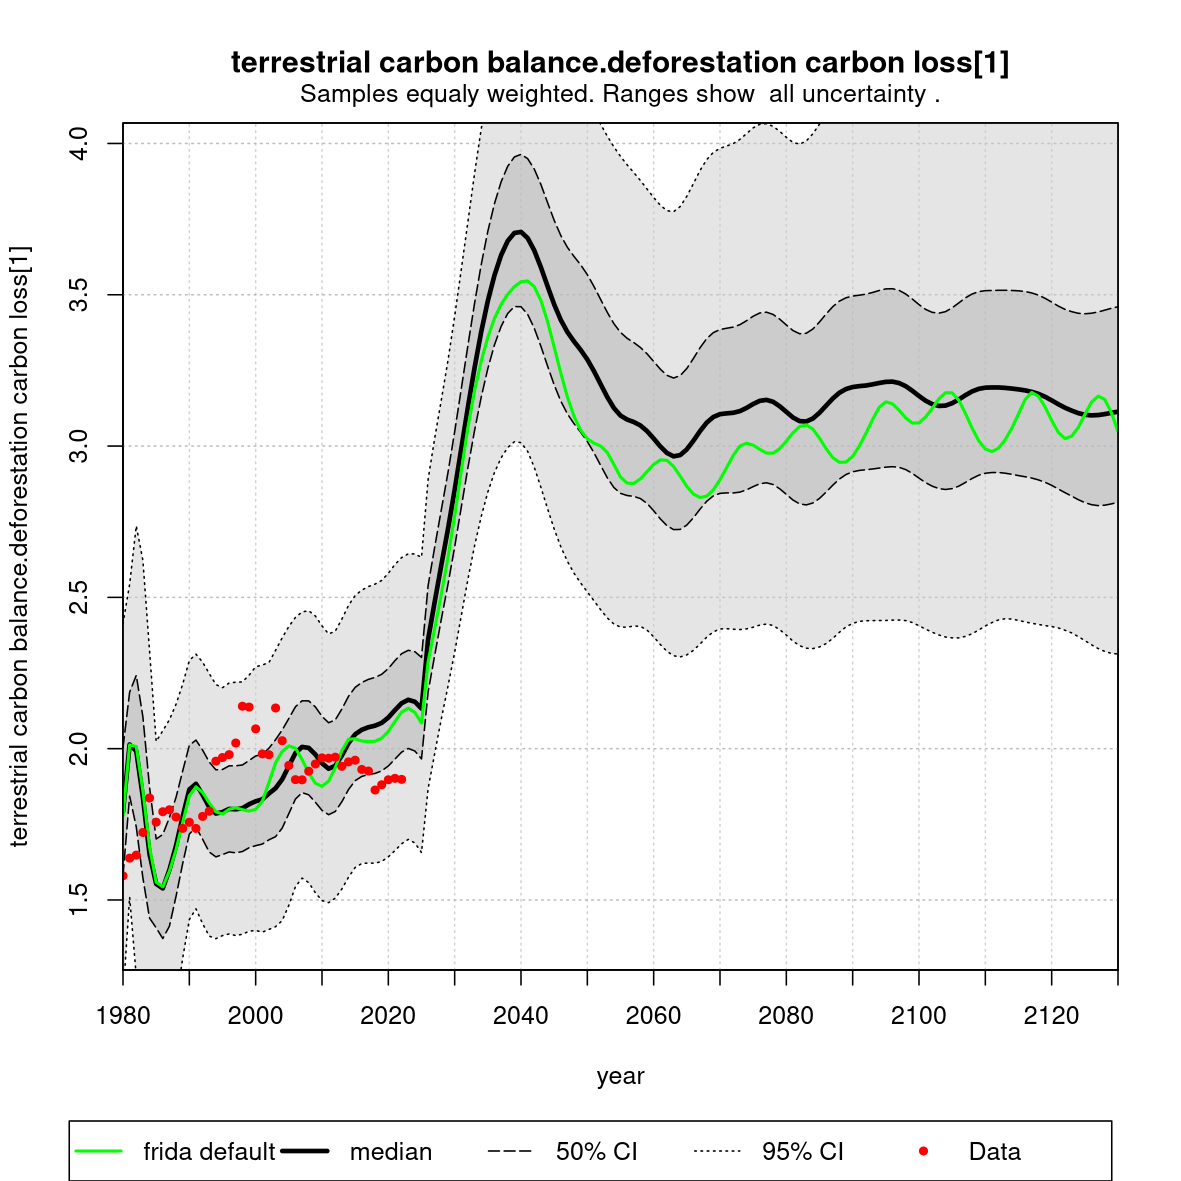 terrestrial carbon balance.deforestation carbon loss[1]
Samples equaly weighted. Ranges show  all uncertainty .
terrestrial carbon balance.deforestation carbon loss[1]
4.0
3.5
3.0
2.5
2.0
1.5
1980 2000 2020 2040 2060 2080 2100 2120
year
frida default median 50% CI 95% CI Data